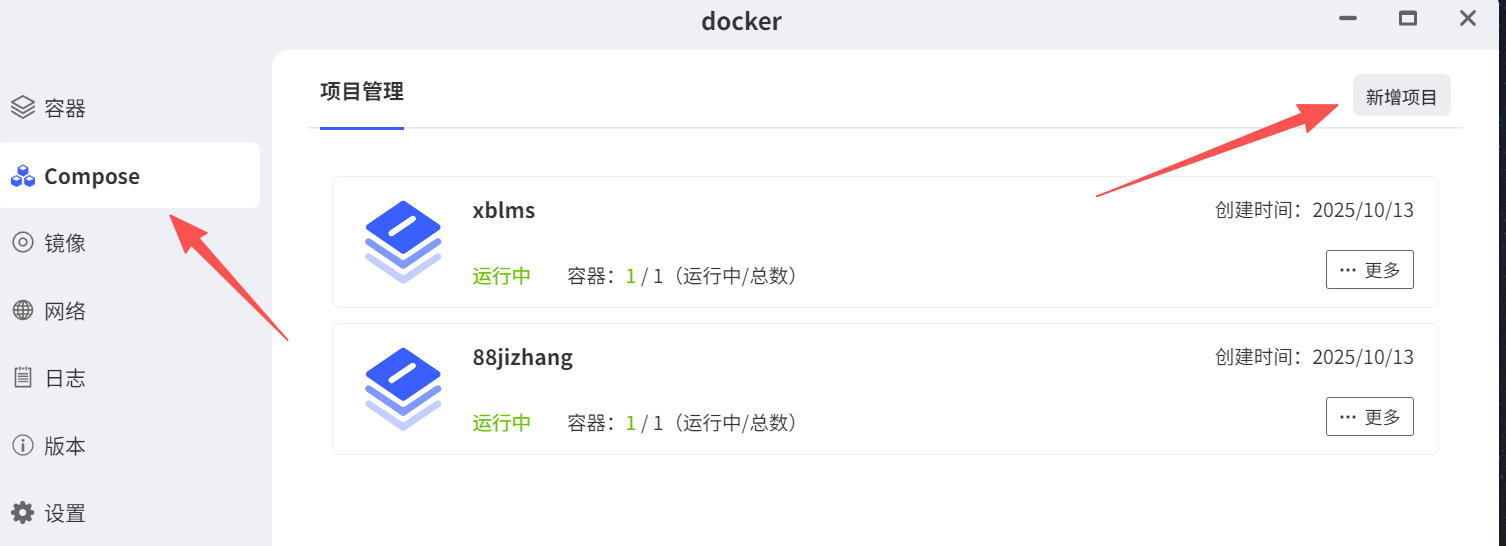 docker
容器
Compose
镜像
网络
日志
版本
设置
项目管理
新增项目
xblms
创建时间：2025/10/13
运行中 容器：1 / 1（运行中/总数）
··· 更多
88jizhang
创建时间：2025/10/13
运行中 容器：1 / 1（运行中/总数）
··· 更多